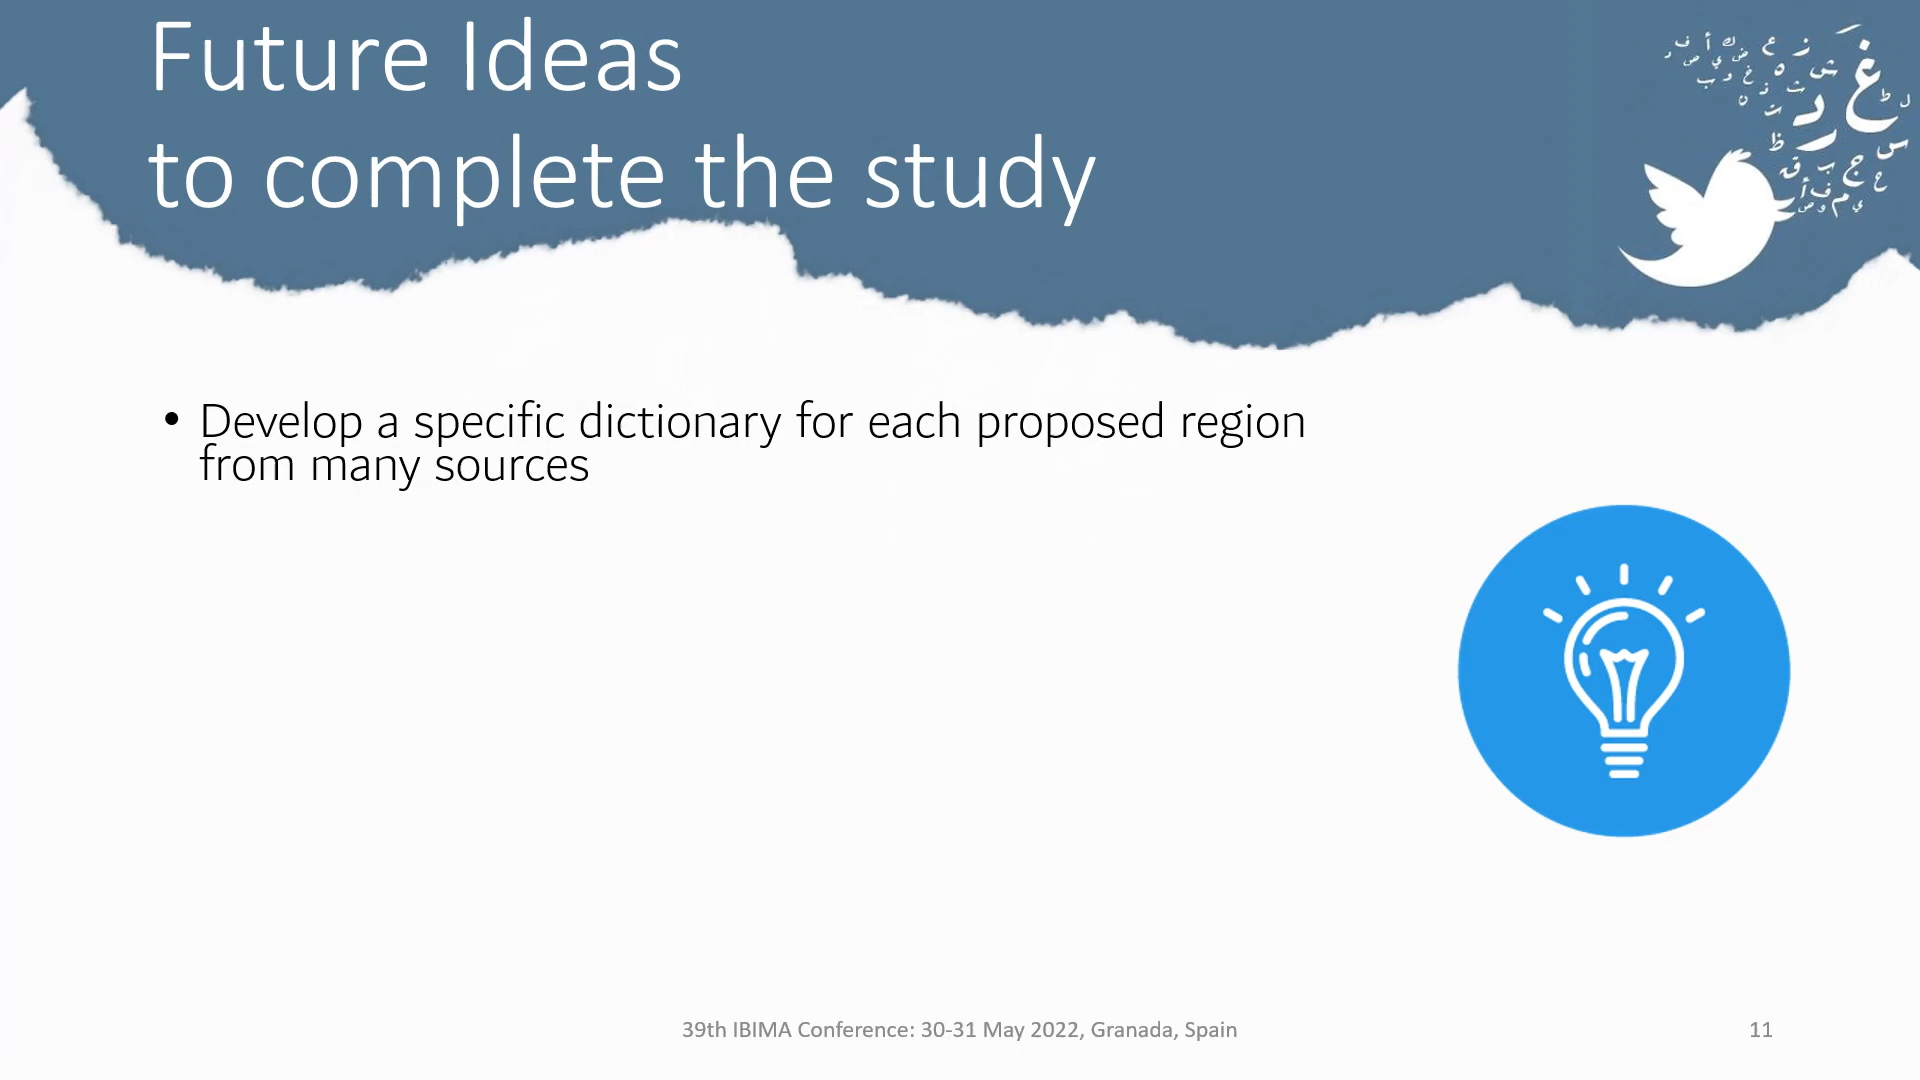 Future Ideas
to complete the study
• Develop a specific dictionary for each proposed region
from many sources
39th IBIMA Conference: 30-31 May 2022, Granada, Spain
11